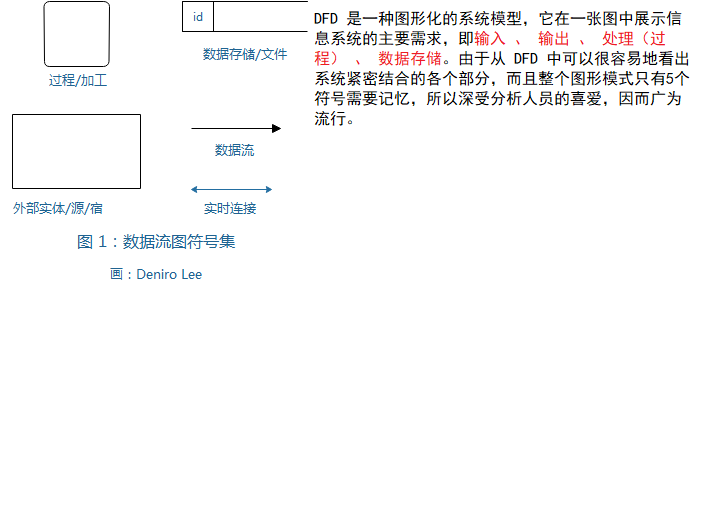 id
数据存储/文件
过程/加工
数据流
外部实体/源/宿
实时连接
图 1：数据流图符号集
画：Deniro Lee
DFD 是一种图形化的系统模型，它在一张图中展示信
息系统的主要需求，即输入 、 输出 、 处理（过
程） 、 数据存储。由于从 DFD 中可以很容易地看出
系统紧密结合的各个部分，而且整个图形模式只有5个
符号需要记忆，所以深受分析人员的喜爱，因而广为
流行。